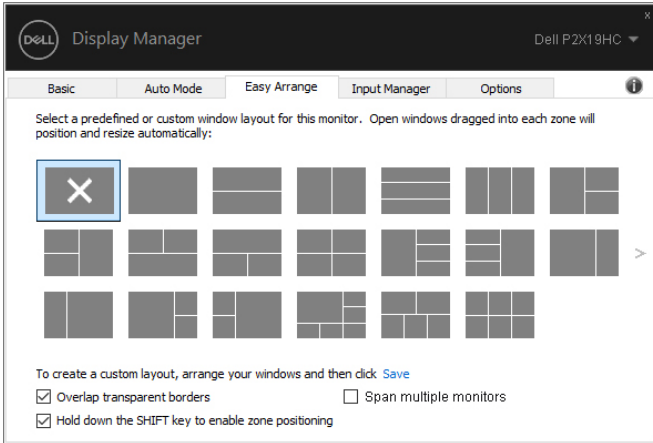 x
DELL Display Manager Dell P2X19HC
Basic Auto Mode Easy Arrange Input Manager Options i
Select a predefined or custom window layout for this monitor. Open windows dragged into each zone will
position and resize automatically:
>
To create a custom layout, arrange your windows and then click Save
Overlap transparent borders Span multiple monitors
Hold down the SHIFT key to enable zone positioning